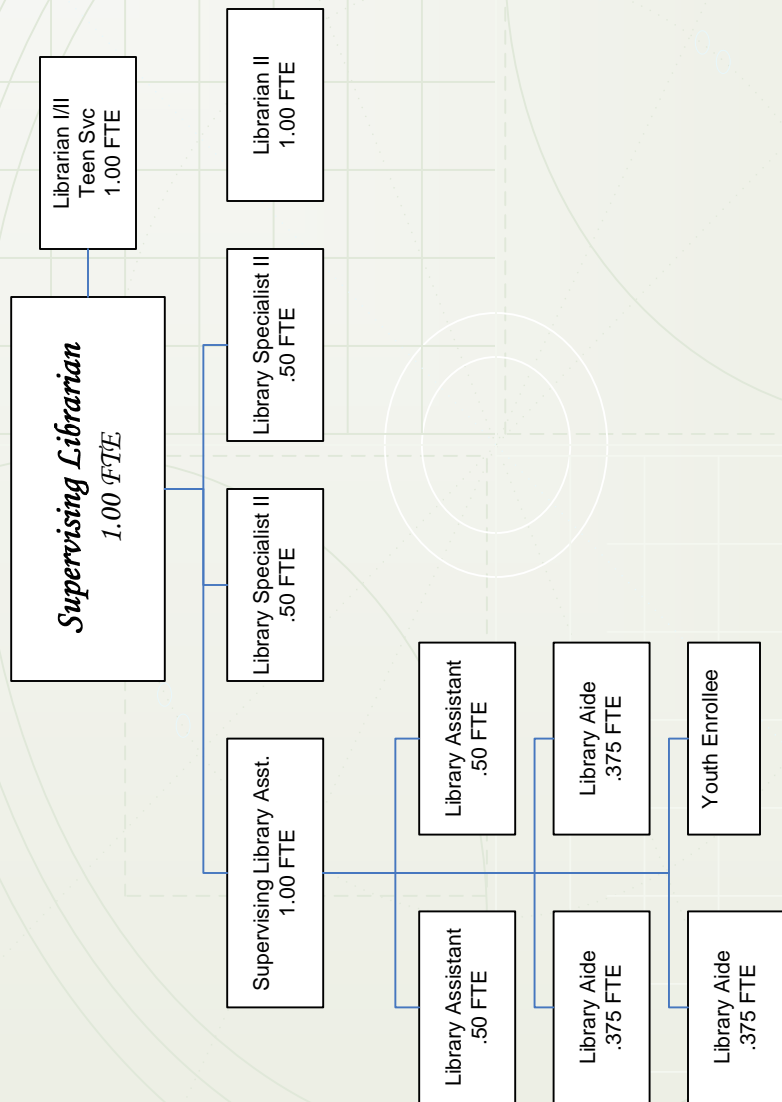 Supervising Librarian
1.00 FTE
Librarian I/II
Teen Svc
1.00 FTE
Supervising Library Asst.
1.00 FTE
Library Specialist II
.50 FTE
Library Specialist II
.50 FTE
Librarian II
1.00 FTE
Library Assistant
.50 FTE
Library Assistant
.50 FTE
Library Aide
.375 FTE
Library Aide
.375 FTE
Library Aide
.375 FTE
Youth Enrollee